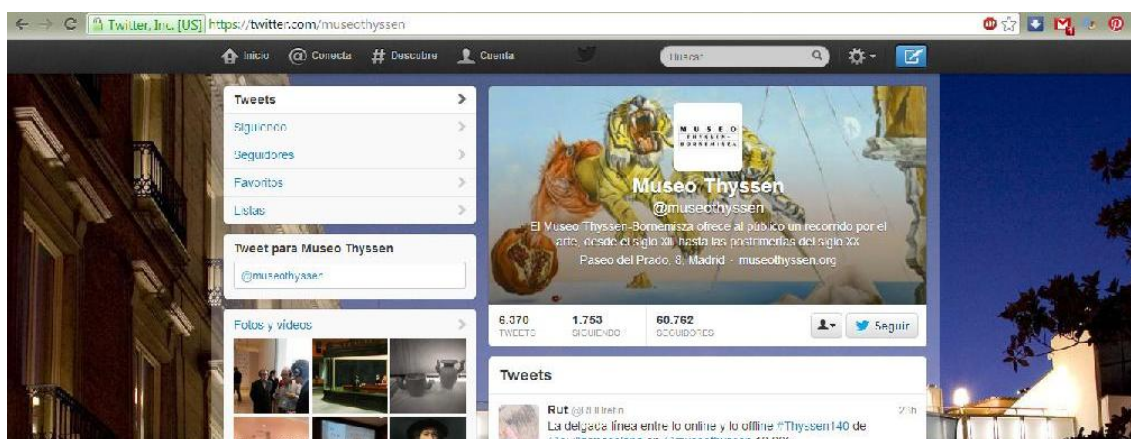 Twitter, Inc. [US] https://twitter.com/museothyssen
Inicio @ Conecta # Descubre Cuenta Buscar
Tweets
Siguiendo
Seguidores
Favoritos
Listas
Tweet para Museo Thyssen
@museothyssen
Fotos y vídeos
MUSEO
THYSSEN-
BORNEMISZA
Museo Thyssen
@museothyssen
El Museo Thyssen-Bornemisza ofrece al público un recorrido por el
arte, desde el siglo XIII hasta las postrimerías del siglo XX
Paseo del Prado, 8, Madrid · museothyssen.org
6.370 1.753 60.762
TWEETS SIGUIENDO SEGUIDORES
Seguir
Tweets
Rut
La delgada línea entre lo online y lo offline #Thyssen140 de